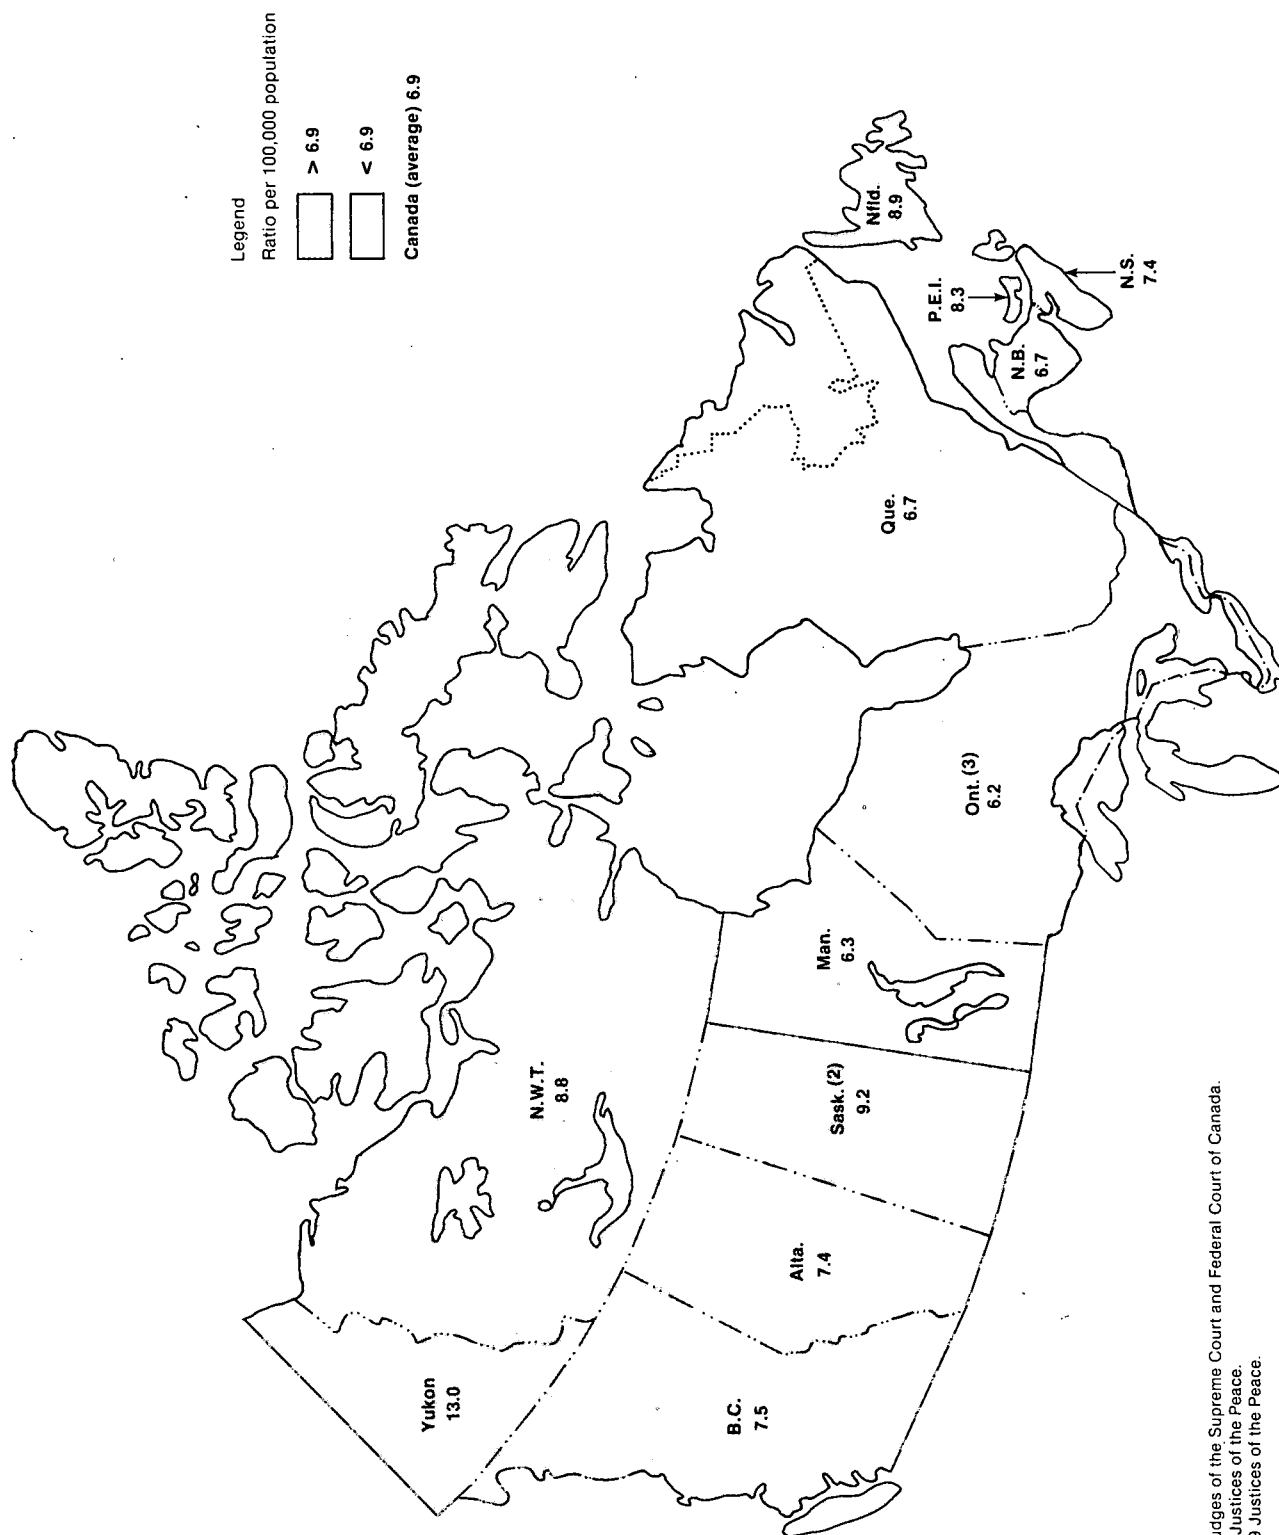 Legend
Ratio per 100,000 population
> 6.9
< 6.9
Canada (average) 6.9
Yukon
13.0
N.W.T.
8.8
B.C.
7.5
Alta.
7.4
Sask. (2)
9.2
Man.
6.3
Ont. (3)
6.2
Que.
6.7
Nfld.
8.9
P.E.I.
8.3
N.B.
6.7
N.S.
7.4
of the Supreme Court and Federal Court of Canada.
Justices of the Peace.
Justices of the Peace.